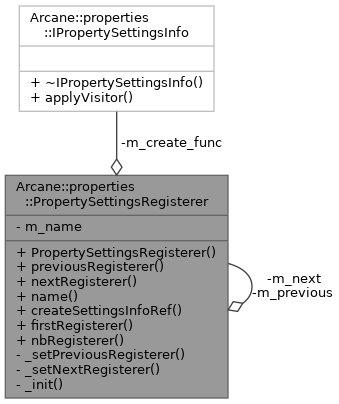 Arcane::properties
::IPropertySettingsInfo
+ ~IPropertySettingsInfo()
+ applyVisitor()
-m_create_func
Arcane::properties
::PropertySettingsRegisterer
- m_name
+ PropertySettingsRegisterer()
+ previousRegisterer()
+ nextRegisterer()
+ name()
+ createSettingsInfoRef()
+ firstRegisterer()
+ nbRegisterer()
- _setPreviousRegisterer()
- _setNextRegisterer()
- _init()
-m_next
-m_previous